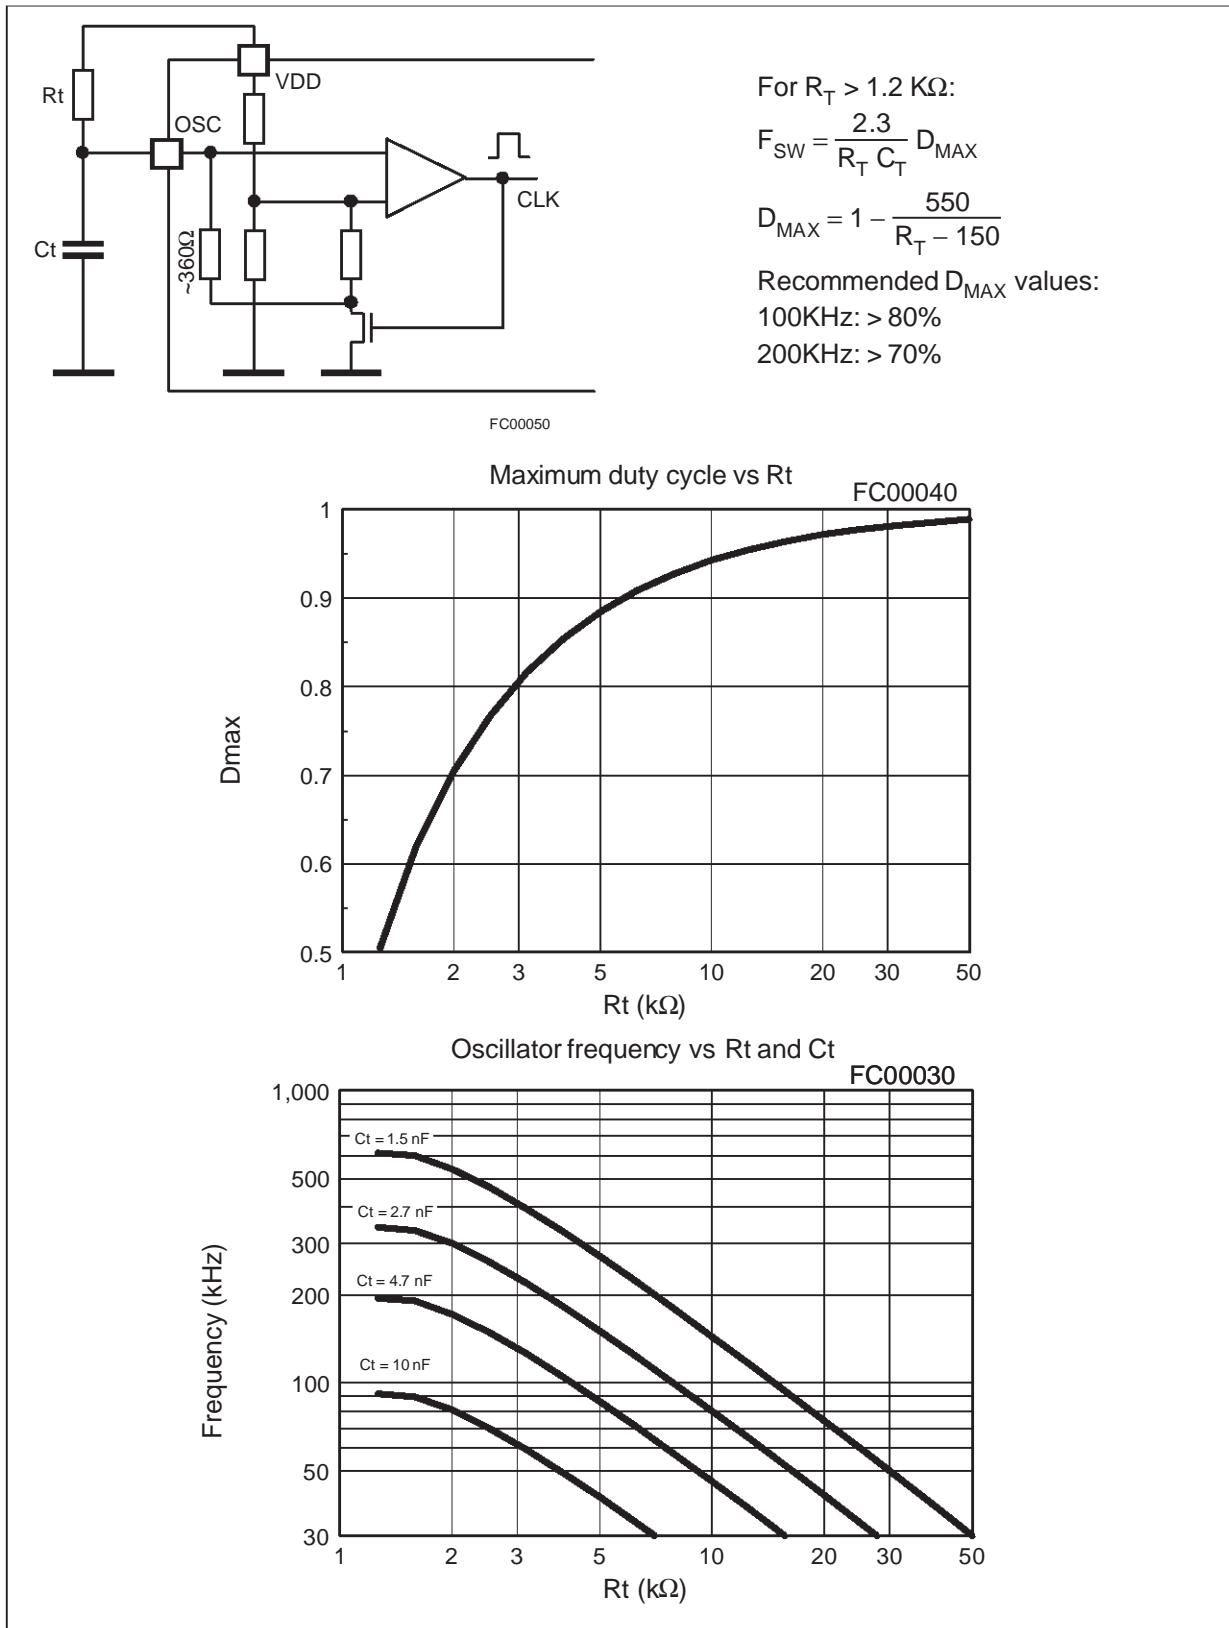 Rt
VDD
OSC
CLK
Ct
~360Ω
FC00050
For R_T > 1.2 KΩ:
F_SW = 2.3 / (R_T C_T) D_MAX
D_MAX = 1 − 550 / (R_T − 150)
Recommended D_MAX values:
100KHz: > 80%
200KHz: > 70%
Maximum duty cycle vs Rt
FC00040
1
0.9
0.8
0.7
0.6
0.5
Dmax
1 2 3 5 10 20 30 50
Rt (kΩ)
Oscillator frequency vs Rt and Ct
FC00030
1,000
500
300
200
100
50
30
Frequency (kHz)
Ct = 1.5 nF
Ct = 2.7 nF
Ct = 4.7 nF
Ct = 10 nF
1 2 3 5 10 20 30 50
Rt (kΩ)